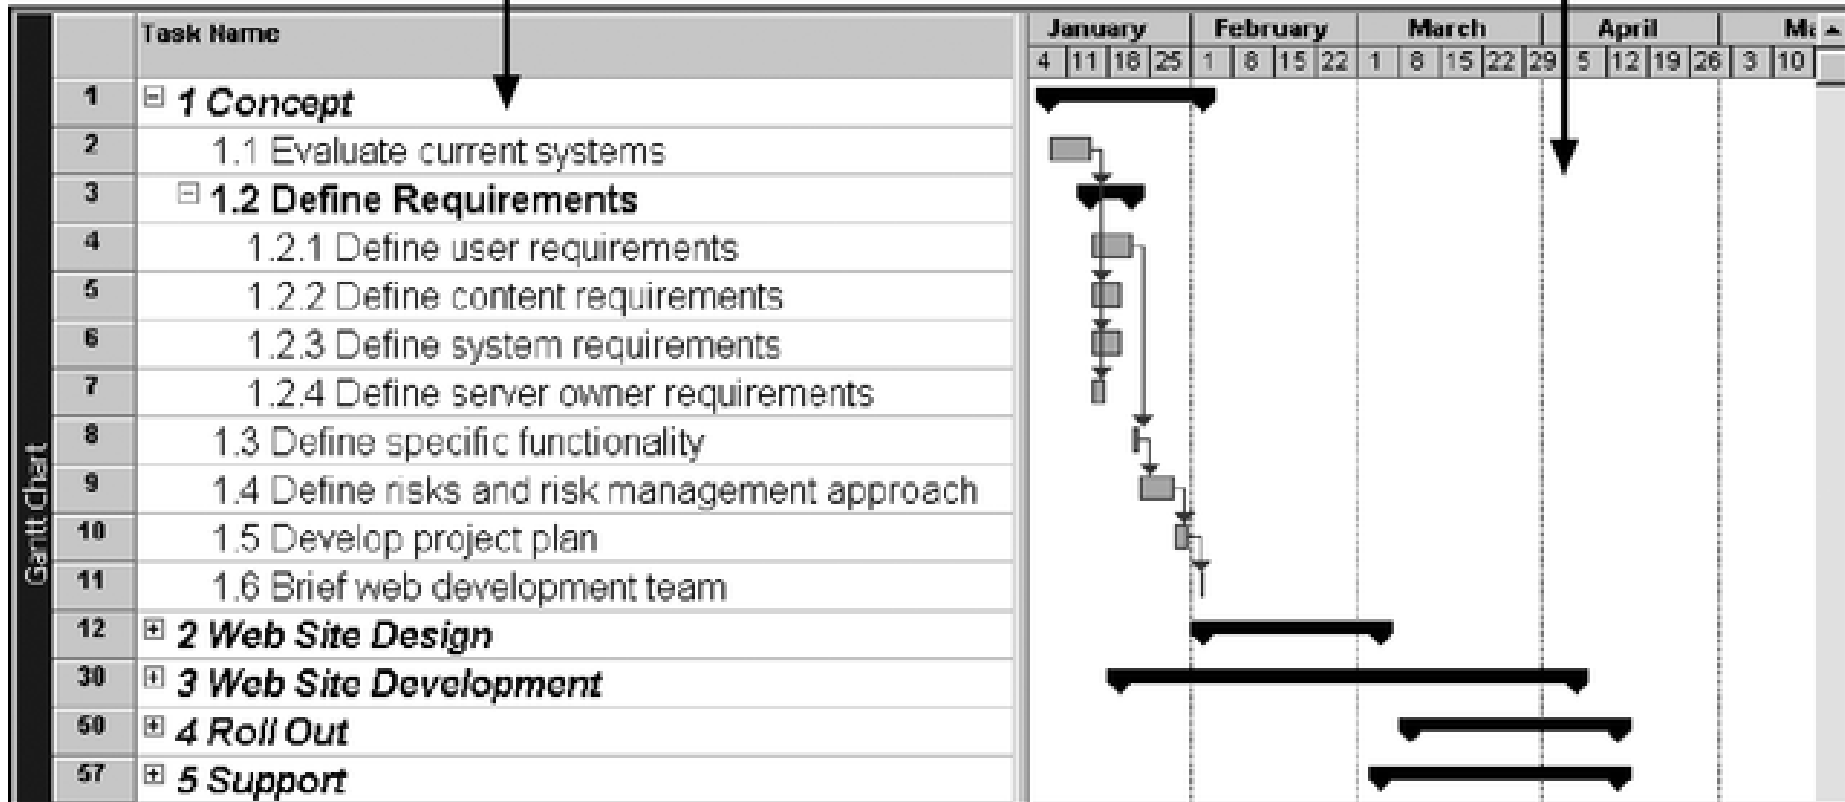 Task Name
January February March April
4 11 18 25 1 8 15 22 1 8 15 22 29 5 12 19 26 3 10
1 1 Concept
2 1.1 Evaluate current systems
3 1.2 Define Requirements
4 1.2.1 Define user requirements
5 1.2.2 Define content requirements
6 1.2.3 Define system requirements
7 1.2.4 Define server owner requirements
8 1.3 Define specific functionality
9 1.4 Define risks and risk management approach
10 1.5 Develop project plan
11 1.6 Brief web development team
12 2 Web Site Design
30 3 Web Site Development
50 4 Roll Out
57 5 Support
Gantt Chart